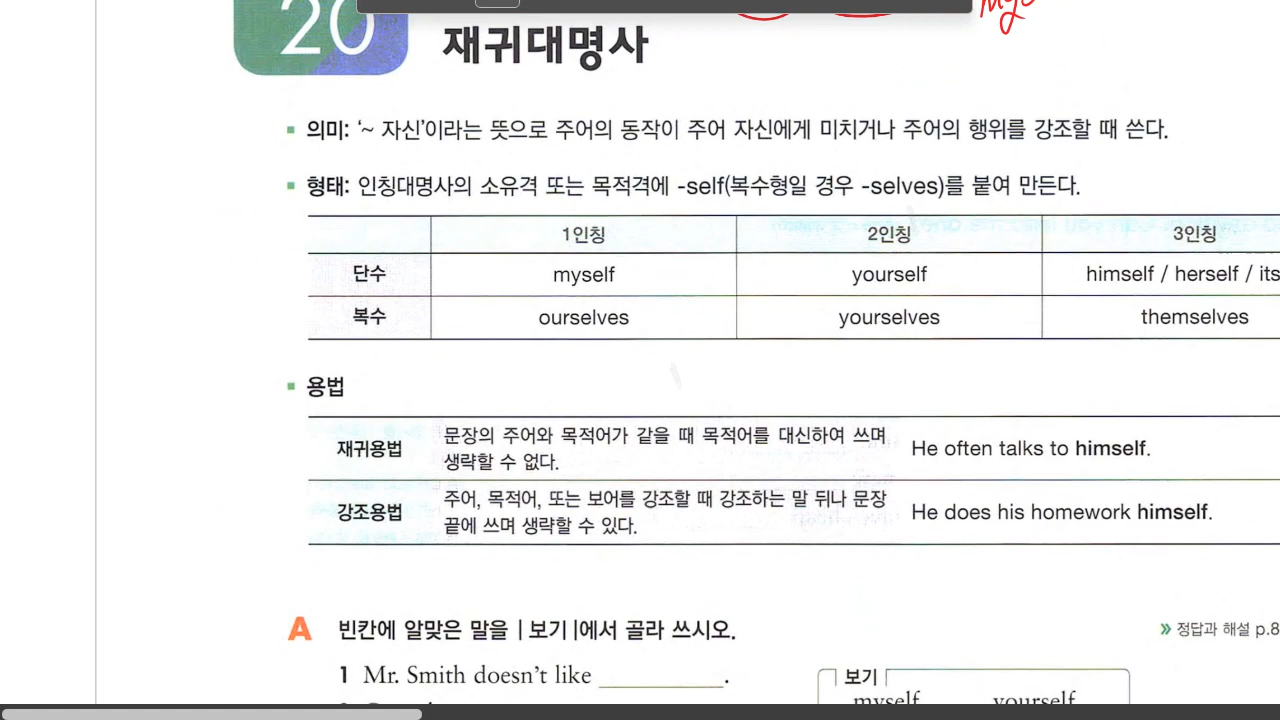 20
재귀대명사
의미: '~ 자신'이라는 뜻으로 주어의 동작이 주어 자신에게 미치거나 주어의 행위를 강조할 때 쓴다.
형태: 인칭대명사의 소유격 또는 목적격에 -self(복수형일 경우 -selves)를 붙여 만든다.
1인칭 2인칭 3인칭
단수 myself yourself himself / herself / its
복수 ourselves yourselves themselves
용법
재귀용법 문장의 주어와 목적어가 같을 때 목적어를 대신하여 쓰며 He often talks to himself.
생략할 수 없다.
강조용법 주어, 목적어, 또는 보어를 강조할 때 강조하는 말 뒤나 문장 He does his homework himself.
끝에 쓰며 생략할 수 있다.
A 빈칸에 알맞은 말을 |보기|에서 골라 쓰시오. » 정답과 해설 p.8
1 Mr. Smith doesn't like ________. 보기
myself yourself